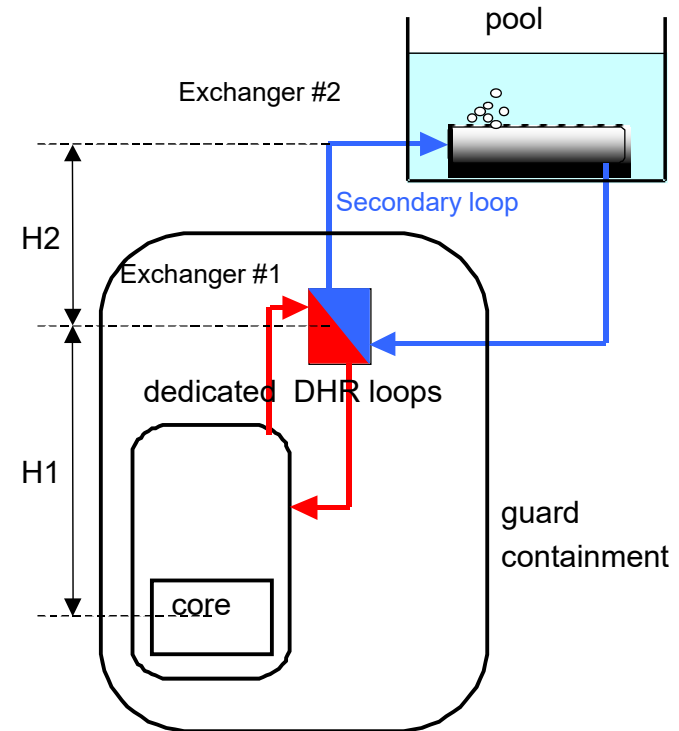 pool
Exchanger #2
Secondary loop
H2
Exchanger #1
dedicated DHR loops
H1
guard
containment
core